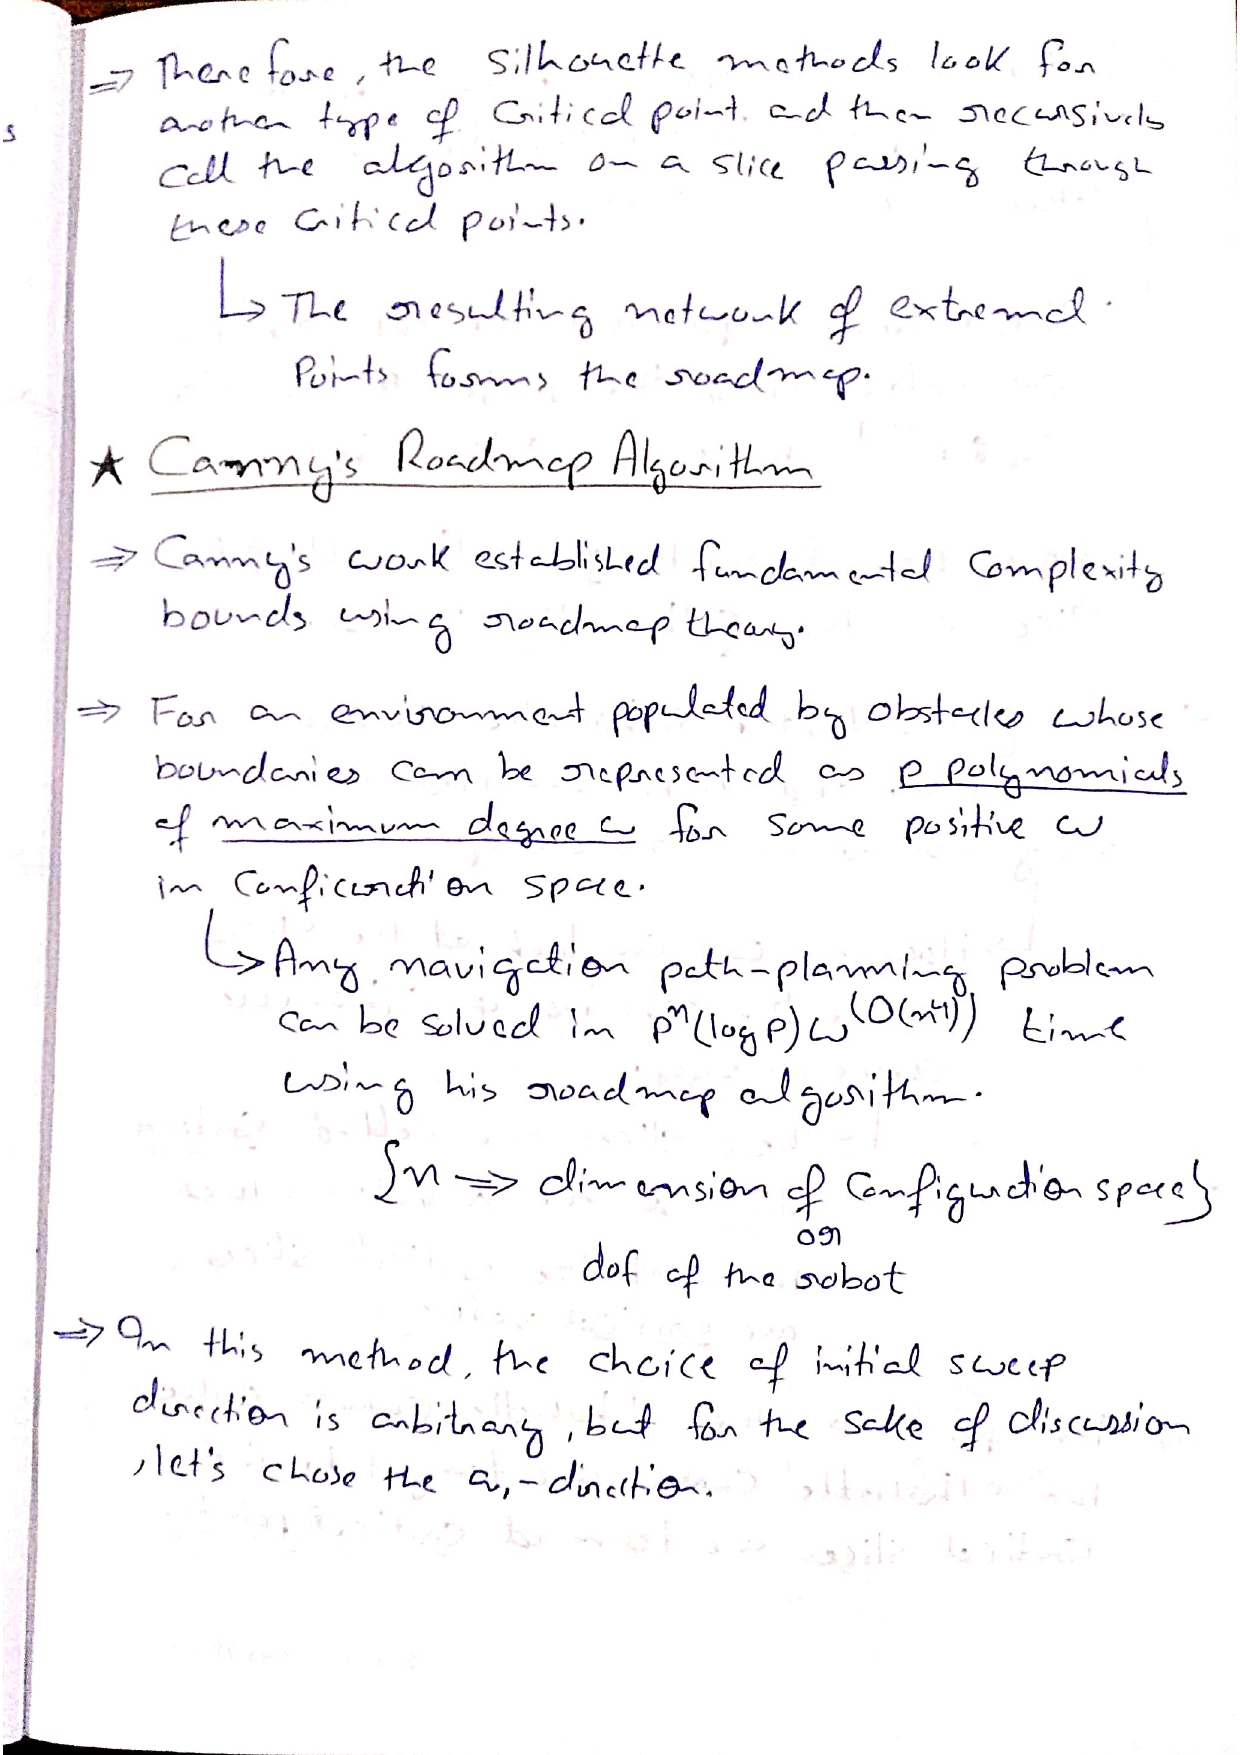 s
⇒ Therefore, the silhouette methods look for
another type of critical point and then recursively
call the algorithm on a slice passing through
these critical points.
↳ The resulting network of extremal
Points forms the roadmap.
★ Canny's Roadmap Algorithm
⇒ Canny's work established fundamental complexity
bounds using roadmap theory.
⇒ For an environment populated by obstacles whose
boundaries can be represented as p polynomials
of maximum degree w for some positive w
in configuration space.
↳ Any navigation path-planning problem
can be solved in pⁿ(log p) w^(O(n⁴)) time
using his roadmap algorithm.
{n ⇒ dimension of configuration space}
or
dof of the robot
⇒ In this method, the choice of initial sweep
direction is arbitrary, but for the sake of discussion
, let's chose the q₁-direction.